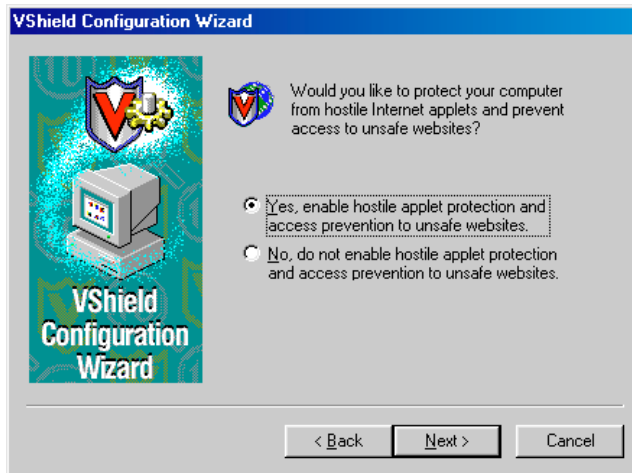 VShield Configuration Wizard
Would you like to protect your computer
from hostile Internet applets and prevent
access to unsafe websites?
Yes, enable hostile applet protection and
access prevention to unsafe websites.
No, do not enable hostile applet protection
and access prevention to unsafe websites.
VShield
Configuration
Wizard
< Back
Next >
Cancel